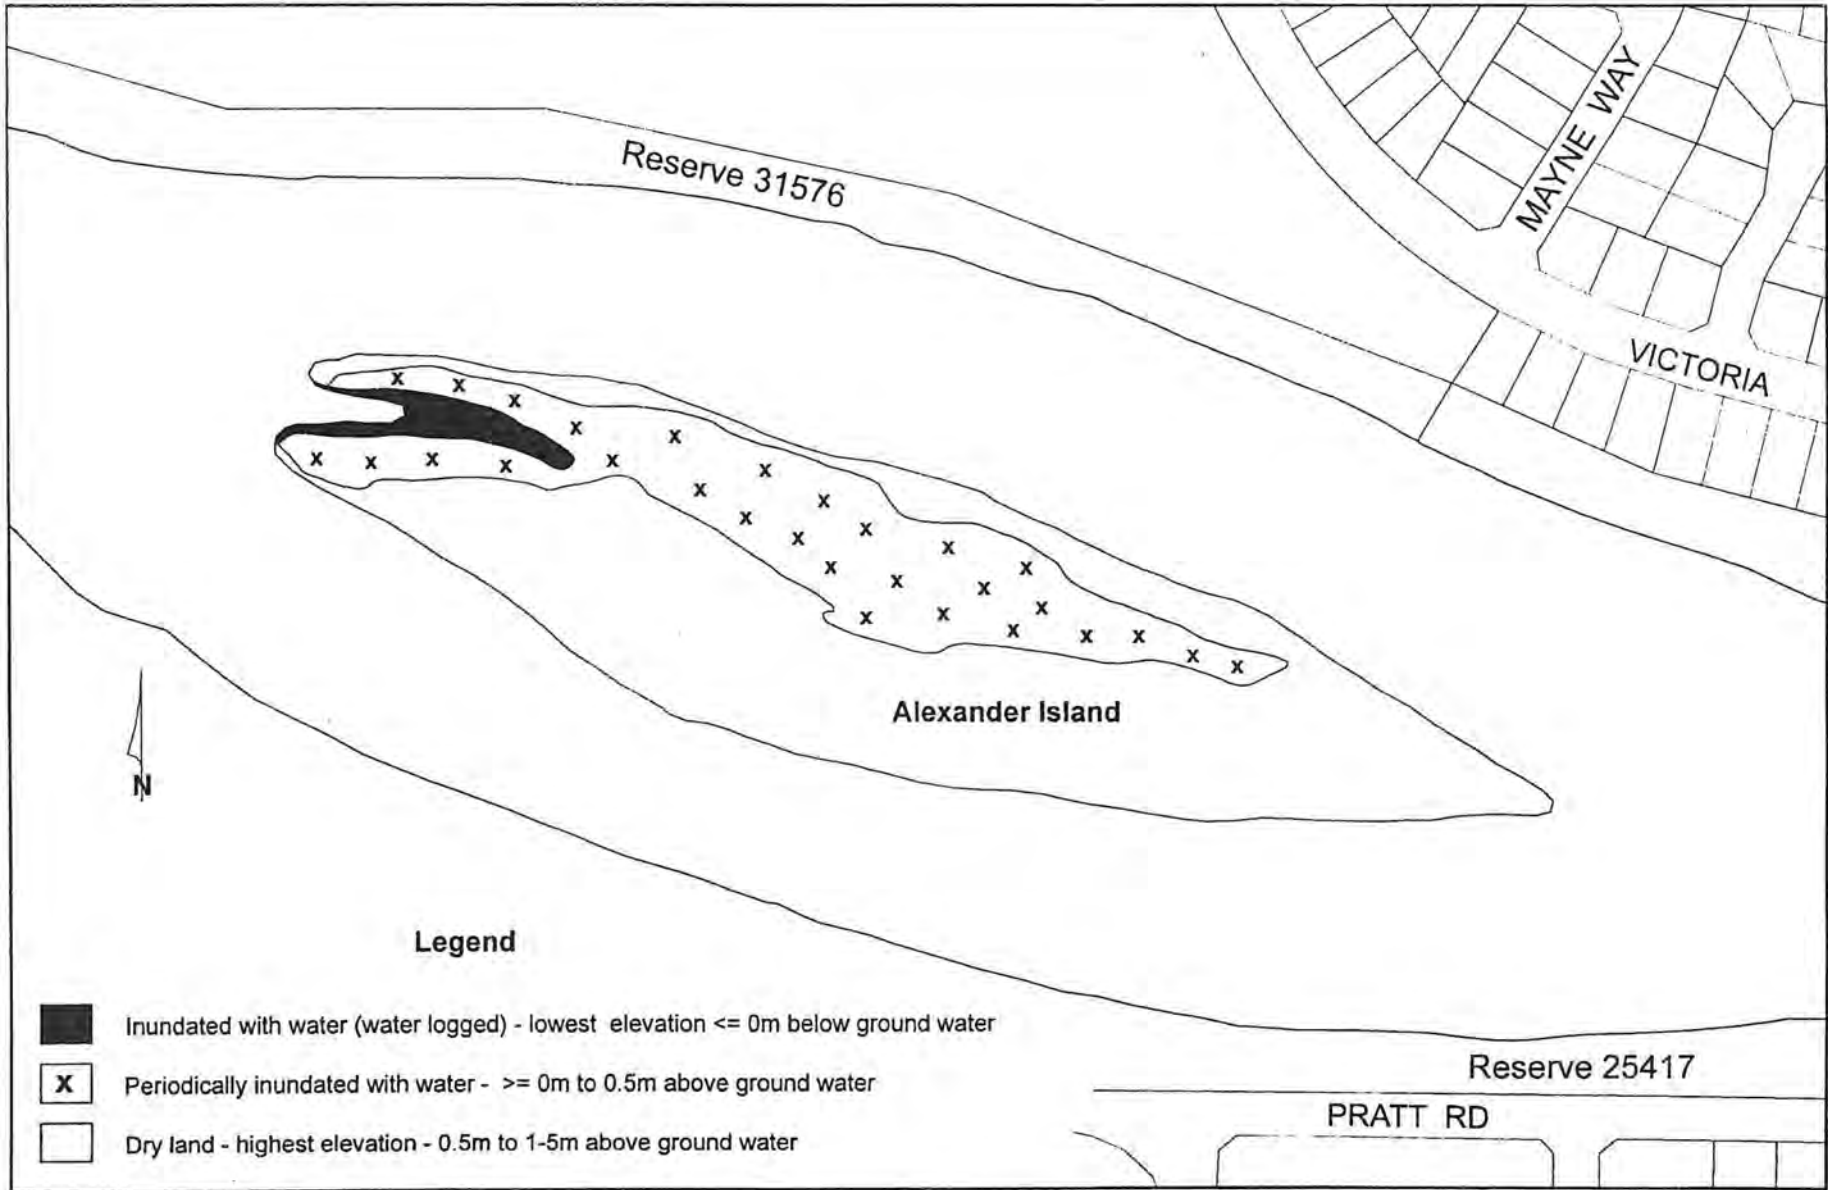 MAYNE WAY
Reserve 31576
VICTORIA
x x x x x x x x x x x x x x x x x x x x x x x x x x x x x
Alexander Island
N
Legend
Inundated with water (water logged) - lowest elevation <= 0m below ground water
x Periodically inundated with water - >= 0m to 0.5m above ground water
Dry land - highest elevation - 0.5m to 1-5m above ground water
Reserve 25417
PRATT RD